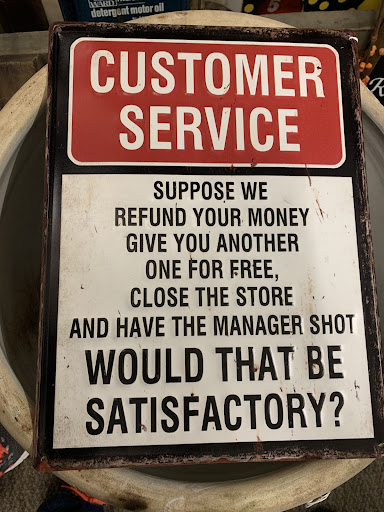 detergent motor oil
CUSTOMER
SERVICE
SUPPOSE WE
REFUND YOUR MONEY
GIVE YOU ANOTHER
ONE FOR FREE,
CLOSE THE STORE
AND HAVE THE MANAGER SHOT
WOULD THAT BE
SATISFACTORY?